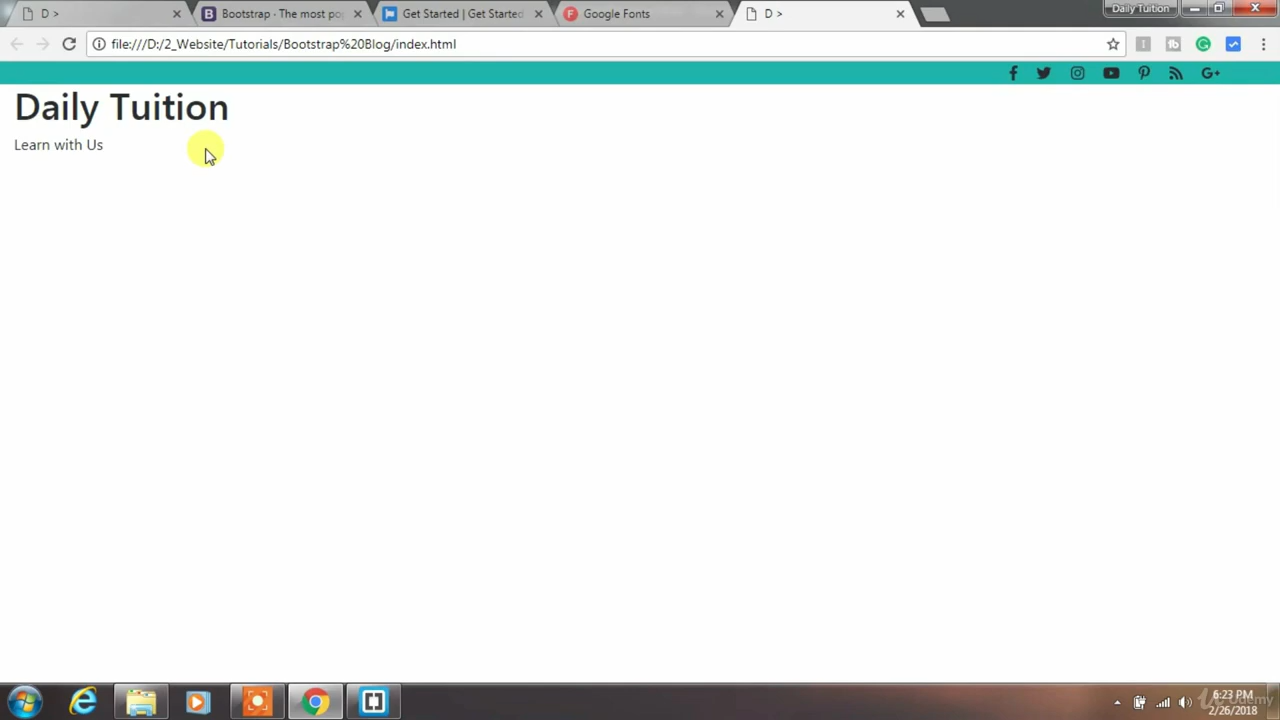 D >
Bootstrap · The most po
Get Started | Get Started
Google Fonts
D >
Daily Tuition
file:///D:/2_Website/Tutorials/Bootstrap%20Blog/index.html
Daily Tuition
Learn with Us
6:23 PM
2/26/2018
Udemy